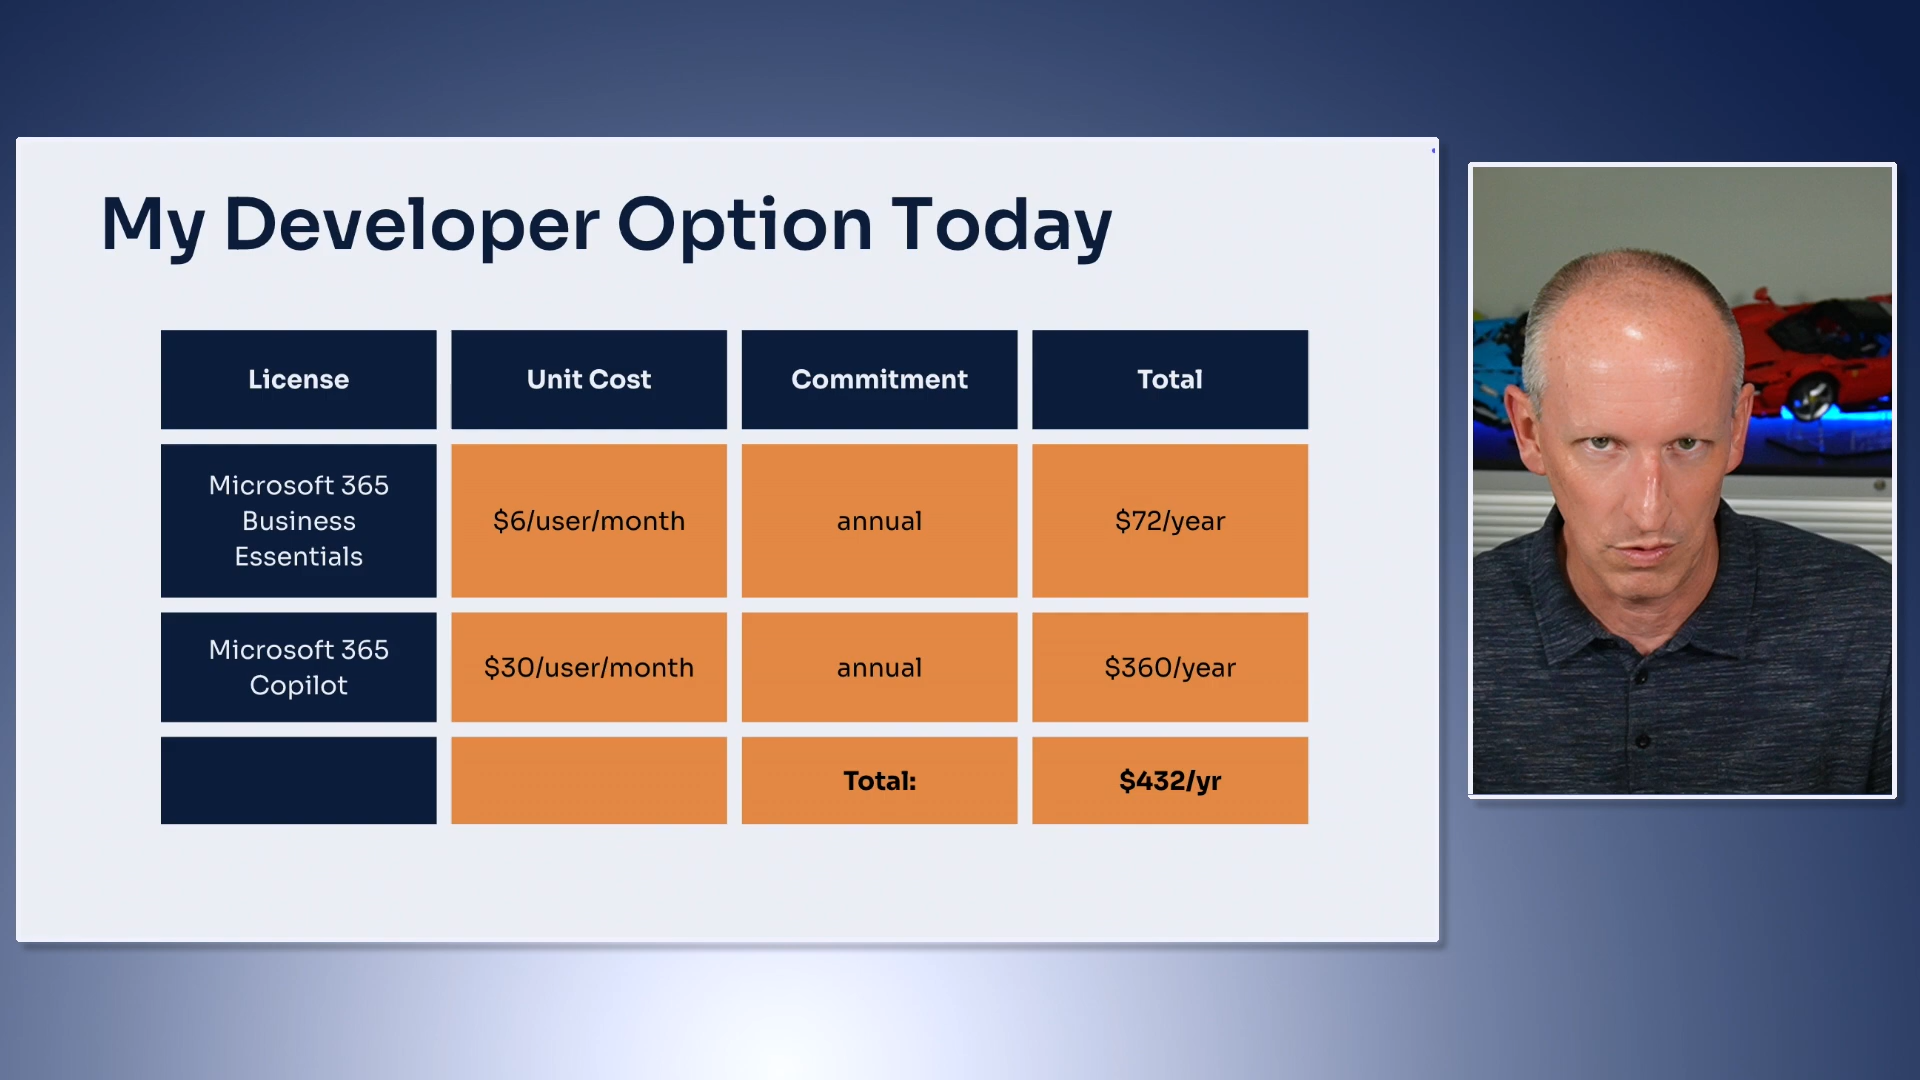 My Developer Option Today
License
Unit Cost
Commitment
Total
Microsoft 365
Business
Essentials
$6/user/month
annual
$72/year
Microsoft 365
Copilot
$30/user/month
annual
$360/year
Total:
$432/yr